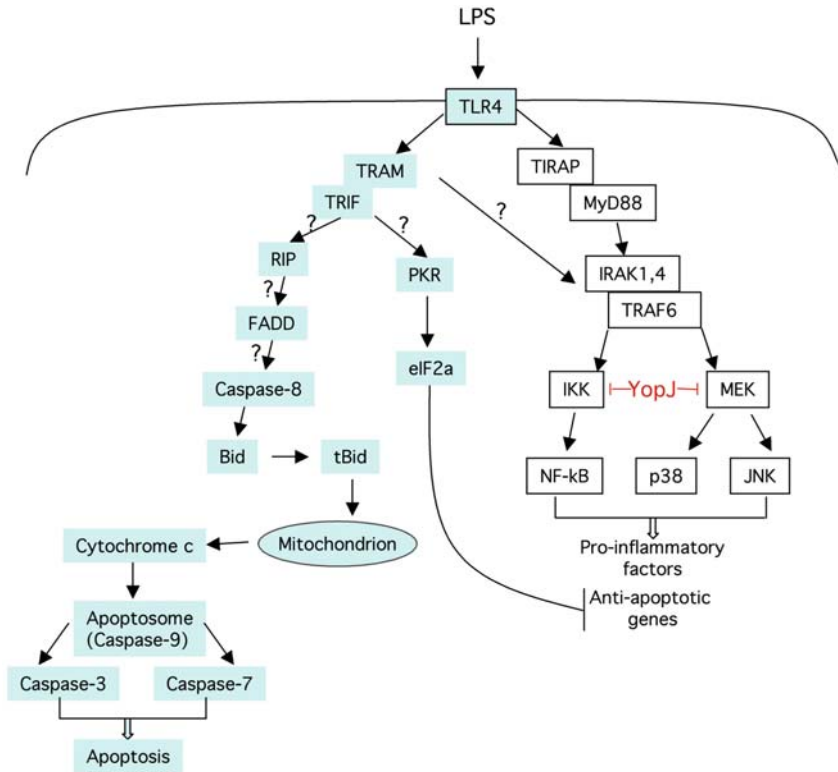 LPS
TLR4
TRAM
TIRAP
TRIF
MyD88
?
?
?
RIP
PKR
IRAK1,4
?
TRAF6
FADD
?
eIF2a
Caspase-8
IKK
YopJ
MEK
Bid
tBid
NF-kB
p38
JNK
Cytochrome c
Mitochondrion
Pro-inflammatory
factors
Anti-apoptotic
genes
Apoptosome
(Caspase-9)
Caspase-3
Caspase-7
Apoptosis